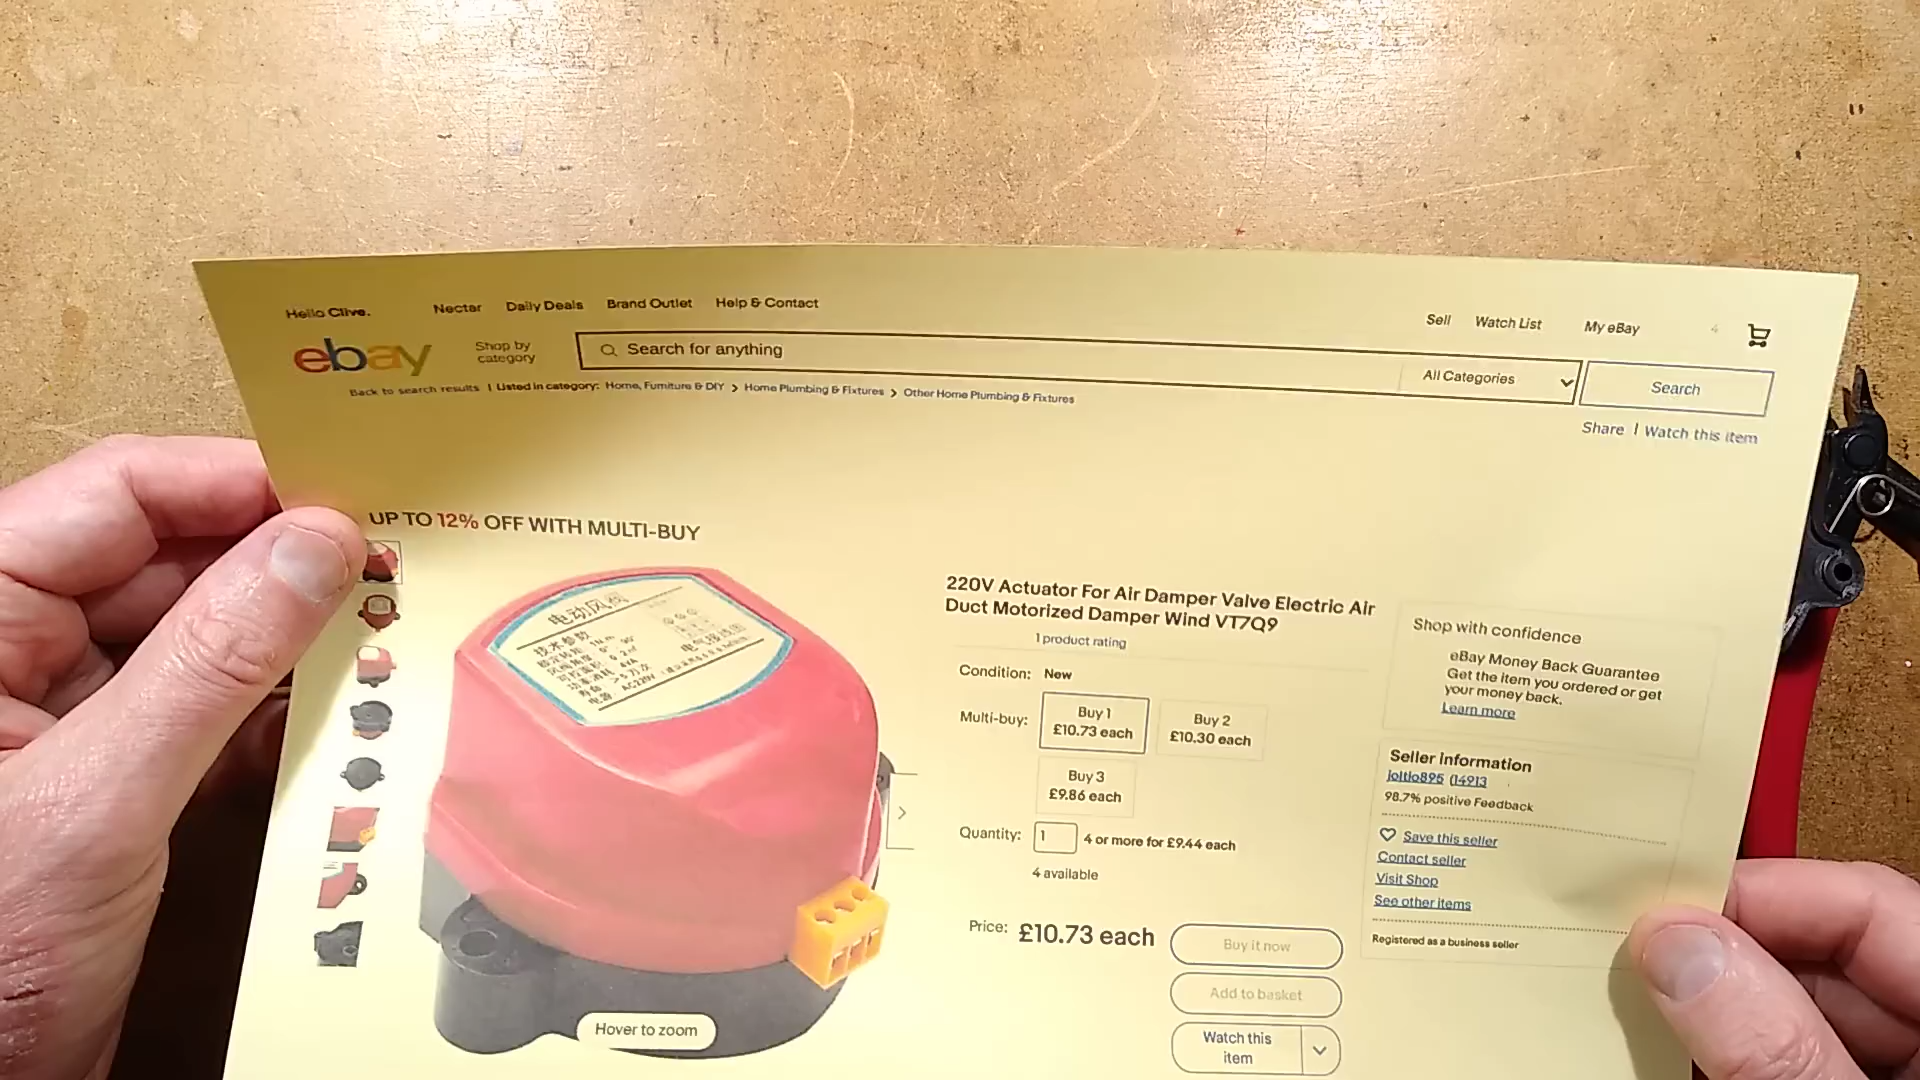 Hello Clive.
Nectar
Daily Deals
Brand Outlet
Help & Contact
Sell
Watch List
My eBay
4
ebay
Shop by
category
Search for anything
All Categories
Search
Back to search results | Listed in category: Home, Furniture & DIY > Home Plumbing & Fixtures > Other Home Plumbing & Fixtures
Share | Watch this item
UP TO 12% OFF WITH MULTI-BUY
电动风阀
技术参数
AC220V
Hover to zoom
220V Actuator For Air Damper Valve Electric Air
Duct Motorized Damper Wind VT7Q9
1 product rating
Condition: New
Multi-buy:
Buy 1
£10.73 each
Buy 2
£10.30 each
Buy 3
£9.86 each
Quantity: 1 4 or more for £9.44 each
4 available
Price: £10.73 each
Buy it now
Add to basket
Watch this
item
Shop with confidence
eBay Money Back Guarantee
Get the item you ordered or get
your money back.
Learn more
Seller information
joltlo895 (14913
98.7% positive Feedback
Save this seller
Contact seller
Visit Shop
See other items
Registered as a business seller